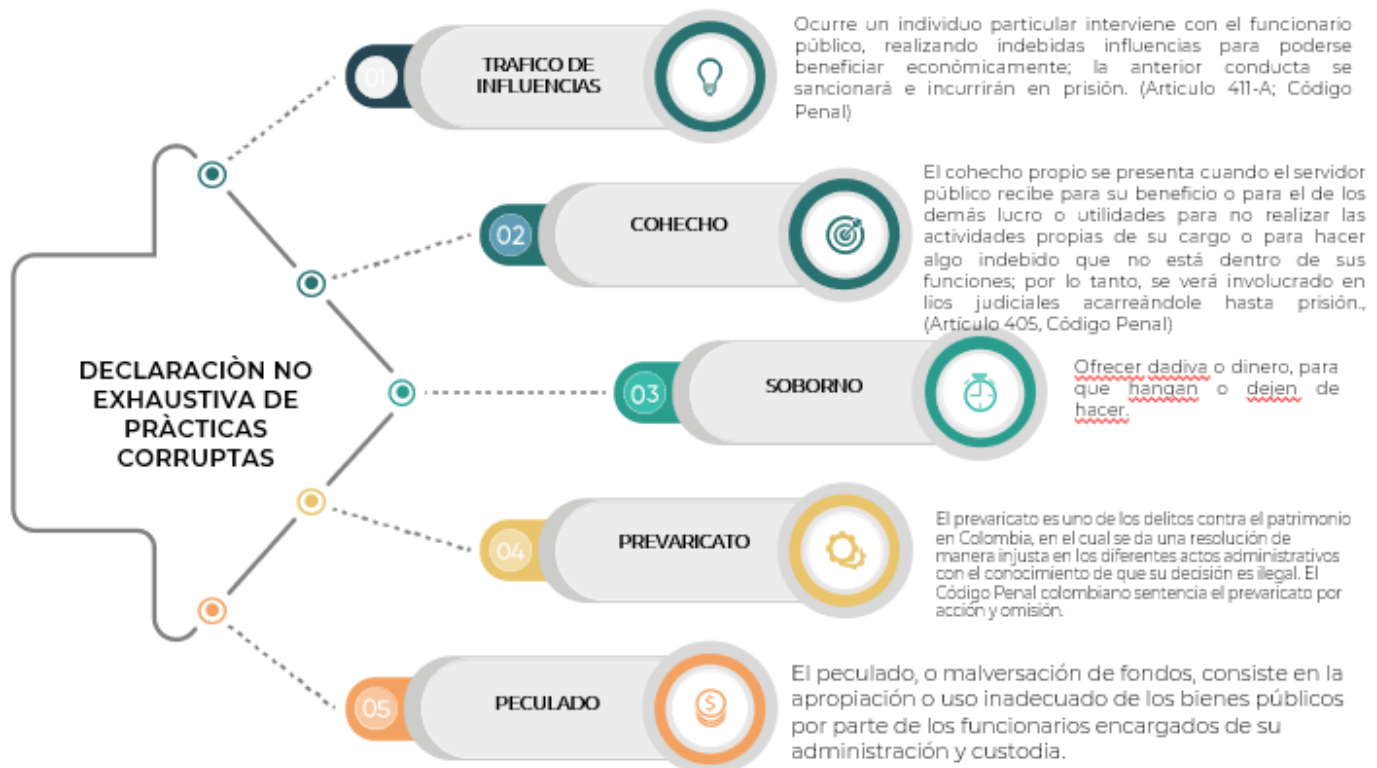 DECLARACIÒN NO
EXHAUSTIVA DE
PRÀCTICAS
CORRUPTAS
01
TRAFICO DE
INFLUENCIAS
Ocurre un individuo particular interviene con el funcionario
público, realizando indebidas influencias para poderse
beneficiar económicamente; la anterior conducta se
sancionará e incurrirán en prisión. (Articulo 411-A; Código
Penal)
02
COHECHO
El cohecho propio se presenta cuando el servidor
público recibe para su beneficio o para el de los
demás lucro o utilidades para no realizar las
actividades propias de su cargo o para hacer
algo indebido que no está dentro de sus
funciones; por lo tanto, se verá involucrado en
lios judiciales acarreándole hasta prisión.,
(Artículo 405, Código Penal)
03
SOBORNO
Ofrecer dadiva o dinero, para
que hangan o dejen de
hacer.
04
PREVARICATO
El prevaricato es uno de los delitos contra el patrimonio
en Colombia, en el cual se da una resolución de
manera injusta en los diferentes actos administrativos
con el conocimiento de que su decisión es ilegal. El
Código Penal colombiano sentencia el prevaricato por
acción y omisión.
05
PECULADO
$
El peculado, o malversación de fondos, consiste en la
apropiación o uso inadecuado de los bienes públicos
por parte de los funcionarios encargados de su
administración y custodia.